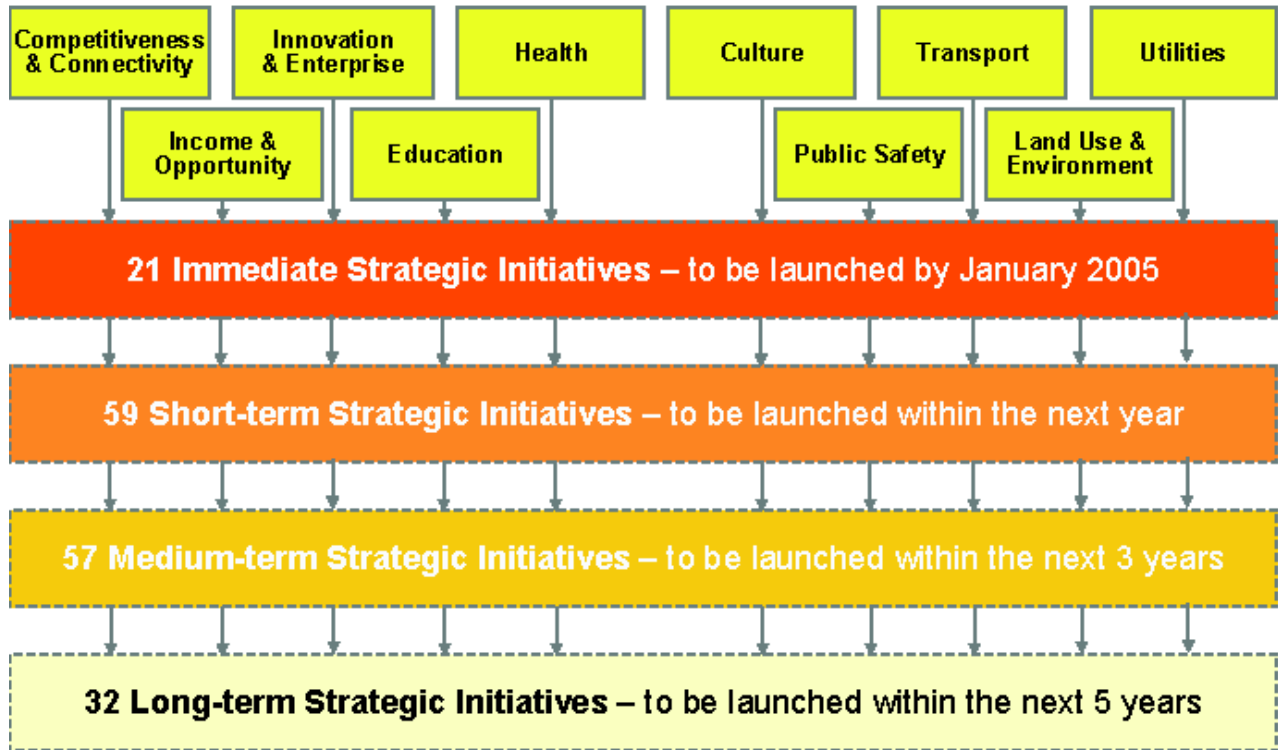 Competitiveness
& Connectivity
Innovation
& Enterprise
Health
Culture
Transport
Utilities
Income &
Opportunity
Education
Public Safety
Land Use &
Environment
21 Immediate Strategic Initiatives – to be launched by January 2005
59 Short-term Strategic Initiatives – to be launched within the next year
57 Medium-term Strategic Initiatives – to be launched within the next 3 years
32 Long-term Strategic Initiatives – to be launched within the next 5 years